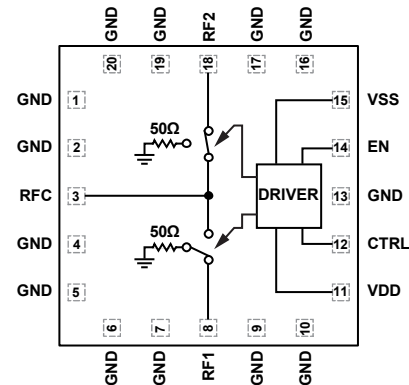 GND GND RF2 GND GND
20 19 18 17 16
GND 1
GND 2
RFC 3
GND 4
GND 5
50Ω
50Ω
DRIVER
15 VSS
14 EN
13 GND
12 CTRL
11 VDD
6 7 8 9 10
GND GND RF1 GND GND